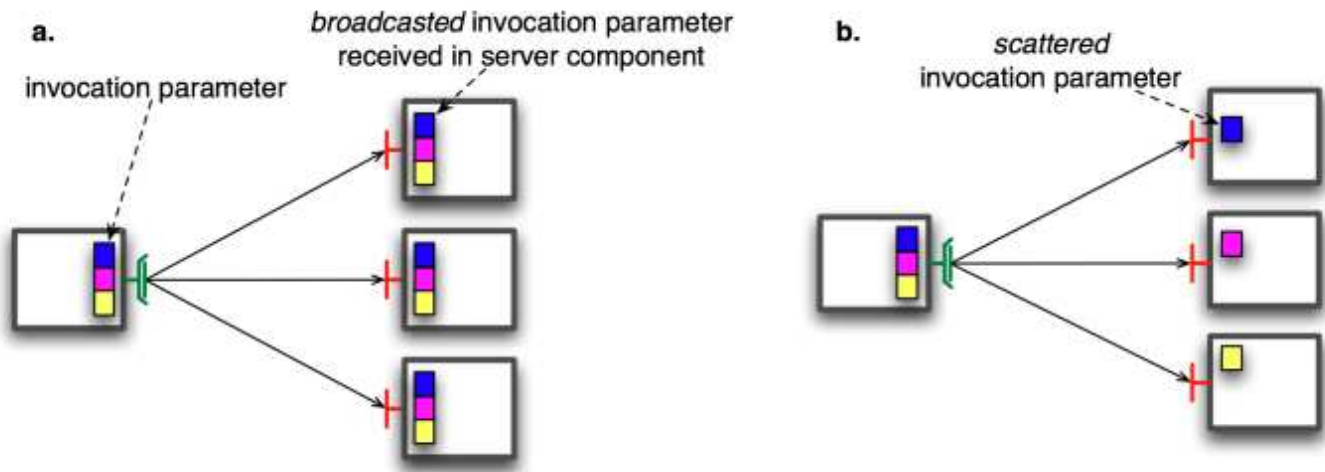 a.
broadcasted invocation parameter
received in server component
invocation parameter
b.
scattered
invocation parameter